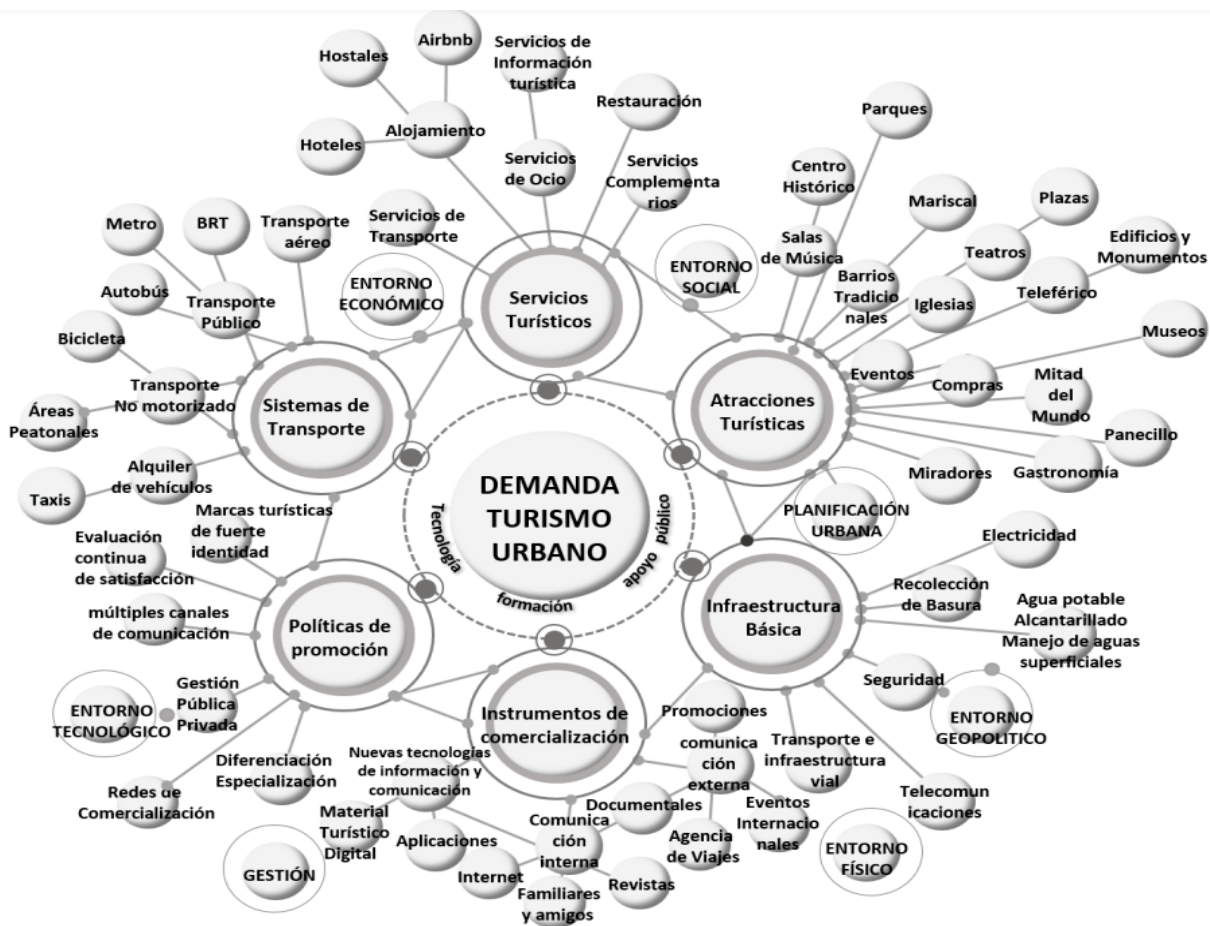 Airbnb
Hostales
Servicios de
Información
turística
Restauración
Parques
Alojamiento
Hoteles
Servicios
de Ocio
Servicios
Complementa
rios
Centro
Histórico
Mariscal
Plazas
Metro
BRT
Transporte
aéreo
Servicios de
Transporte
Salas
de Música
Teatros
Edificios y
Monumentos
ENTORNO
ECONÓMICO
ENTORNO
SOCIAL
Barrios
Tradicio
nales
Iglesias
Teleférico
Autobús
Transporte
Público
Servicios
Turísticos
Museos
Bicicleta
Eventos
Compras
Mitad
del
Mundo
Áreas
Peatonales
Transporte
No motorizado
Sistemas de
Transporte
Atracciones
Turísticas
Panecillo
Miradores
Gastronomía
Taxis
Alquiler
de vehículos
DEMANDA
TURISMO
URBANO
Tecnología
formación
apoyo público
PLANIFICACIÓN
URBANA
Marcas turísticas
de fuerte
identidad
Evaluación
continua
de satisfacción
Electricidad
Recolección
de Basura
múltiples canales
de comunicación
Políticas de
promoción
Infraestructura
Básica
Agua potable
Alcantarillado
Manejo de aguas
superficiales
Seguridad
Gestión
Pública
Privada
ENTORNO
TECNOLÓGICO
Instrumentos de
comercialización
Promociones
ENTORNO
GEOPOLITICO
Diferenciación
Especialización
Nuevas tecnologías
de información y
comunicación
comunica
ción
externa
Transporte e
infraestructura
vial
Redes de
Comercialización
Material
Turístico
Digital
Aplicaciones
Documentales
Comunica
ción
interna
Agencia
de Viajes
Eventos
Internacio
nales
Telecomun
icaciones
GESTIÓN
Internet
Familiares
y amigos
Revistas
ENTORNO
FÍSICO